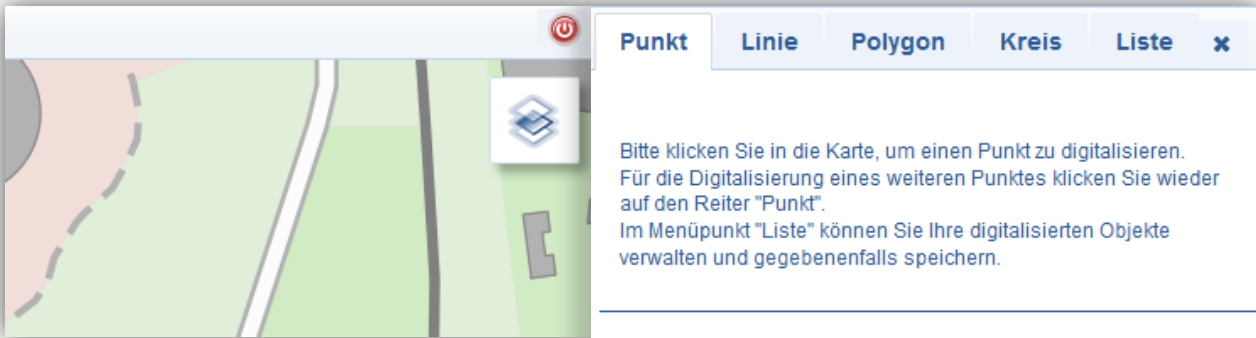 Punkt Linie Polygon Kreis Liste ×
Bitte klicken Sie in die Karte, um einen Punkt zu digitalisieren.
Für die Digitalisierung eines weiteren Punktes klicken Sie wieder
auf den Reiter "Punkt".
Im Menüpunkt "Liste" können Sie Ihre digitalisierten Objekte
verwalten und gegebenenfalls speichern.